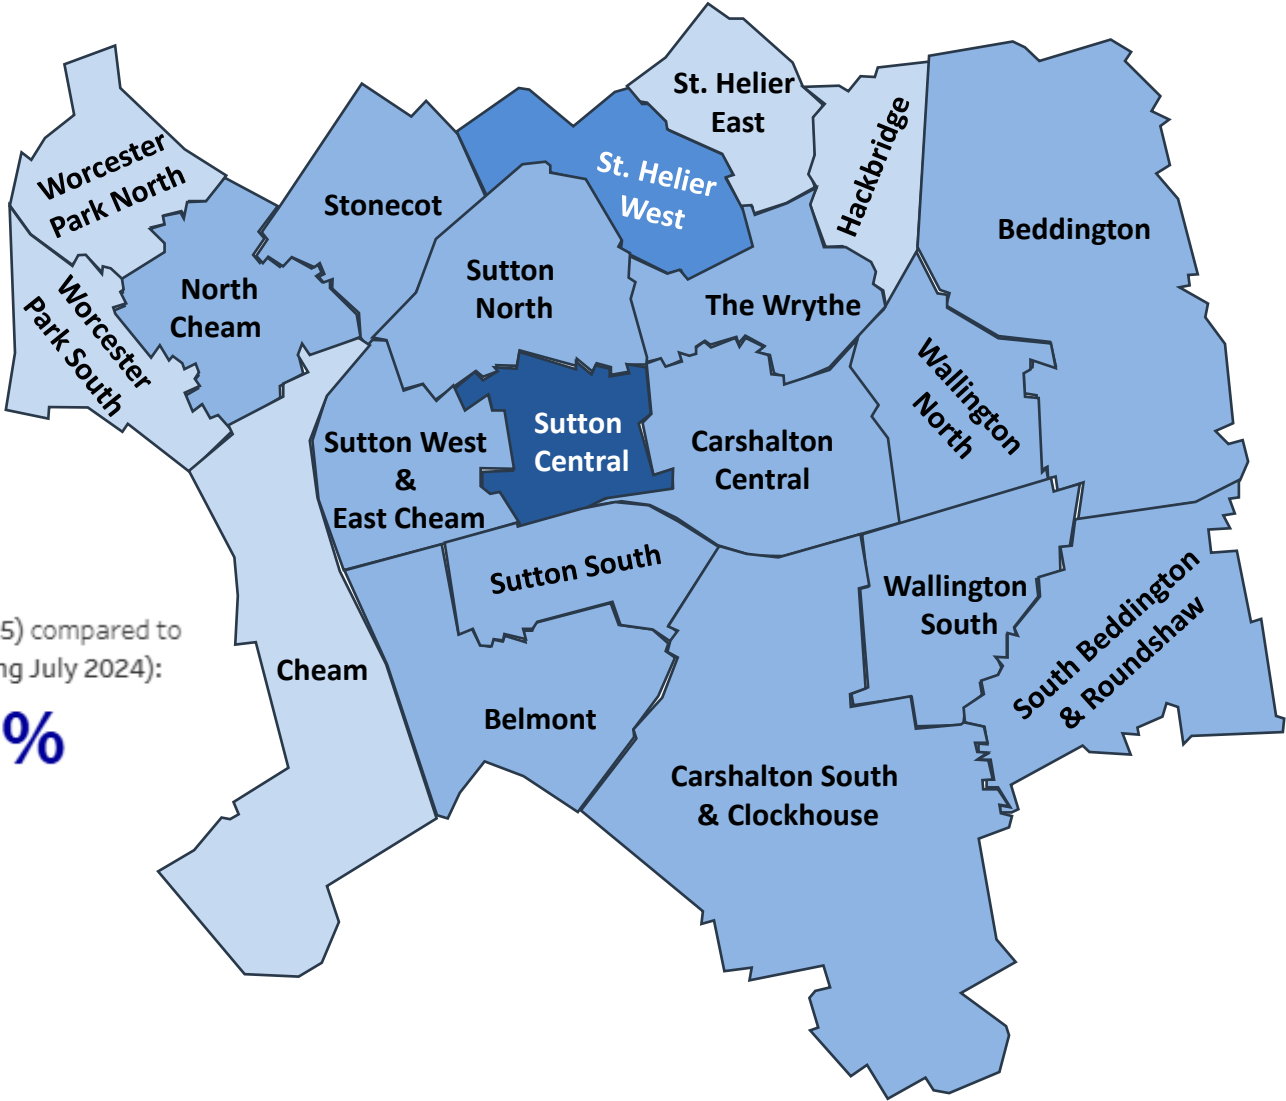 St. Helier
East
Hackbridge
Worcester
Park North
St. Helier
West
Stonecot
Beddington
Sutton
North
North
Cheam
The Wrythe
Worcester
Park South
Wallington
North
Sutton
Central
Sutton West
&
East Cheam
Carshalton
Central
Sutton South
Wallington
South
South Beddington
& Roundshaw
5) compared to
ng July 2024):
%
Cheam
Belmont
Carshalton South
& Clockhouse